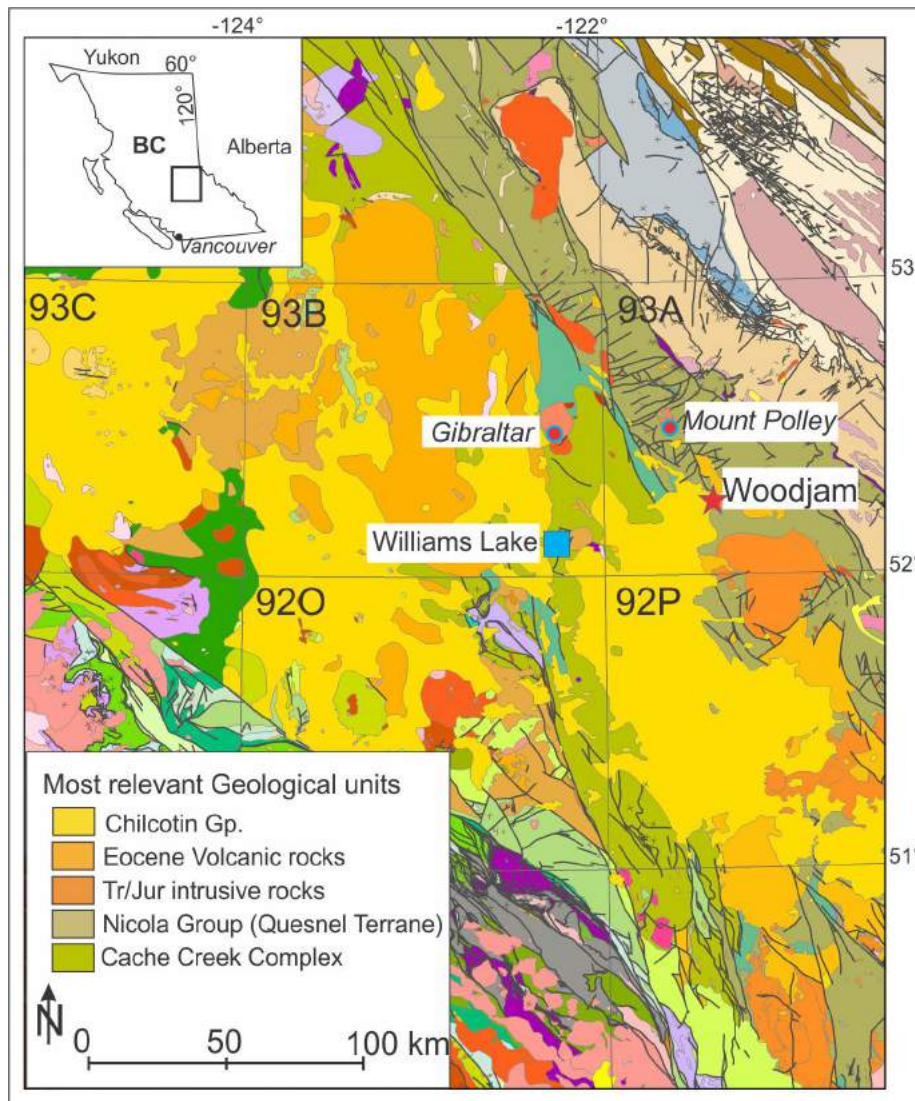 -124°
-122°
Yukon
60°
120°
BC
Alberta
Vancouver
53°
93C
93B
93A
Gibraltar
Mount Polley
Woodjam
Williams Lake
52°
92O
92P
51°
Most relevant Geological units
Chilcotin Gp.
Eocene Volcanic rocks
Tr/Jur intrusive rocks
Nicola Group (Quesnel Terrane)
Cache Creek Complex
N
0 50 100 km